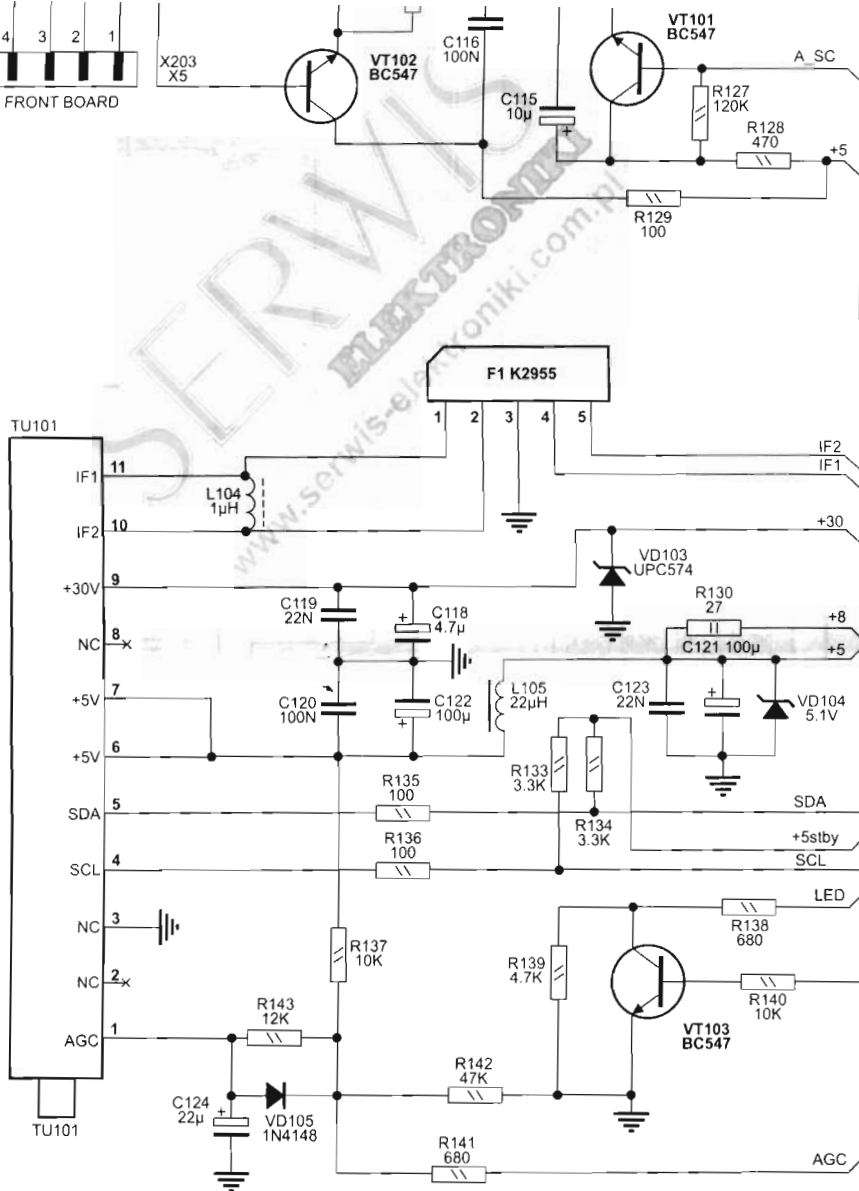 4 3 2 1
X203
X5
FRONT BOARD
VT102
BC547
C116
100N
VT101
BC547
A_SC
C115
10µ
+
R127
120K
R128
470
+5
R129
100
SERWIS
ELEKTRONIKI
www.serwis-elektroniki.com.pl
F1 K2955
1 2 3 4 5
TU101
IF1 11
L104
1µH
IF2 10
IF2
IF1
+30
+30V 9
VD103
UPC574
C119
22N
+
C118
4.7µ
R130
27
+8
+5
NC 8
C121 100µ
+5V 7
C120
100N
C122
100µ
+
L105
22µH
C123
22N
+
VD104
5.1V
+5V 6
R133
3.3K
R134
3.3K
R135
100
SDA 5
SDA
+5stby
R136
100
SCL 4
SCL
LED
NC 3
R138
680
R137
10K
R139
4.7K
NC 2
R140
10K
VT103
BC547
R143
12K
AGC 1
R142
47K
C124
22µ
+
VD105
1N4148
TU101
R141
680
AGC